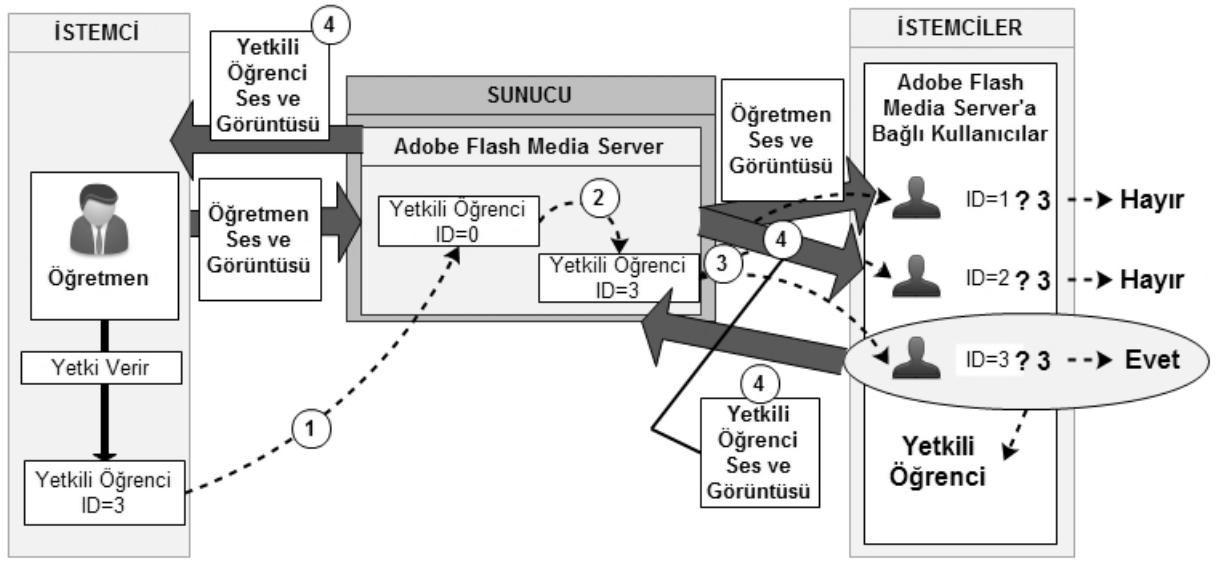 İSTEMCİ
4
Yetkili
Öğrenci
Ses ve
Görüntüsü
Öğretmen
Öğretmen
Ses ve
Görüntüsü
Yetki Verir
Yetkili Öğrenci
ID=3
1
SUNUCU
Adobe Flash Media Server
Yetkili Öğrenci
ID=0
2
Yetkili Öğrenci
ID=3
3
Öğretmen
Ses ve
Görüntüsü
4
4
Yetkili
Öğrenci
Ses ve
Görüntüsü
İSTEMCİLER
Adobe Flash
Media Server'a
Bağlı Kullanıcılar
ID=1 ? 3 Hayır
ID=2 ? 3 Hayır
ID=3 ? 3 Evet
Yetkili
Öğrenci